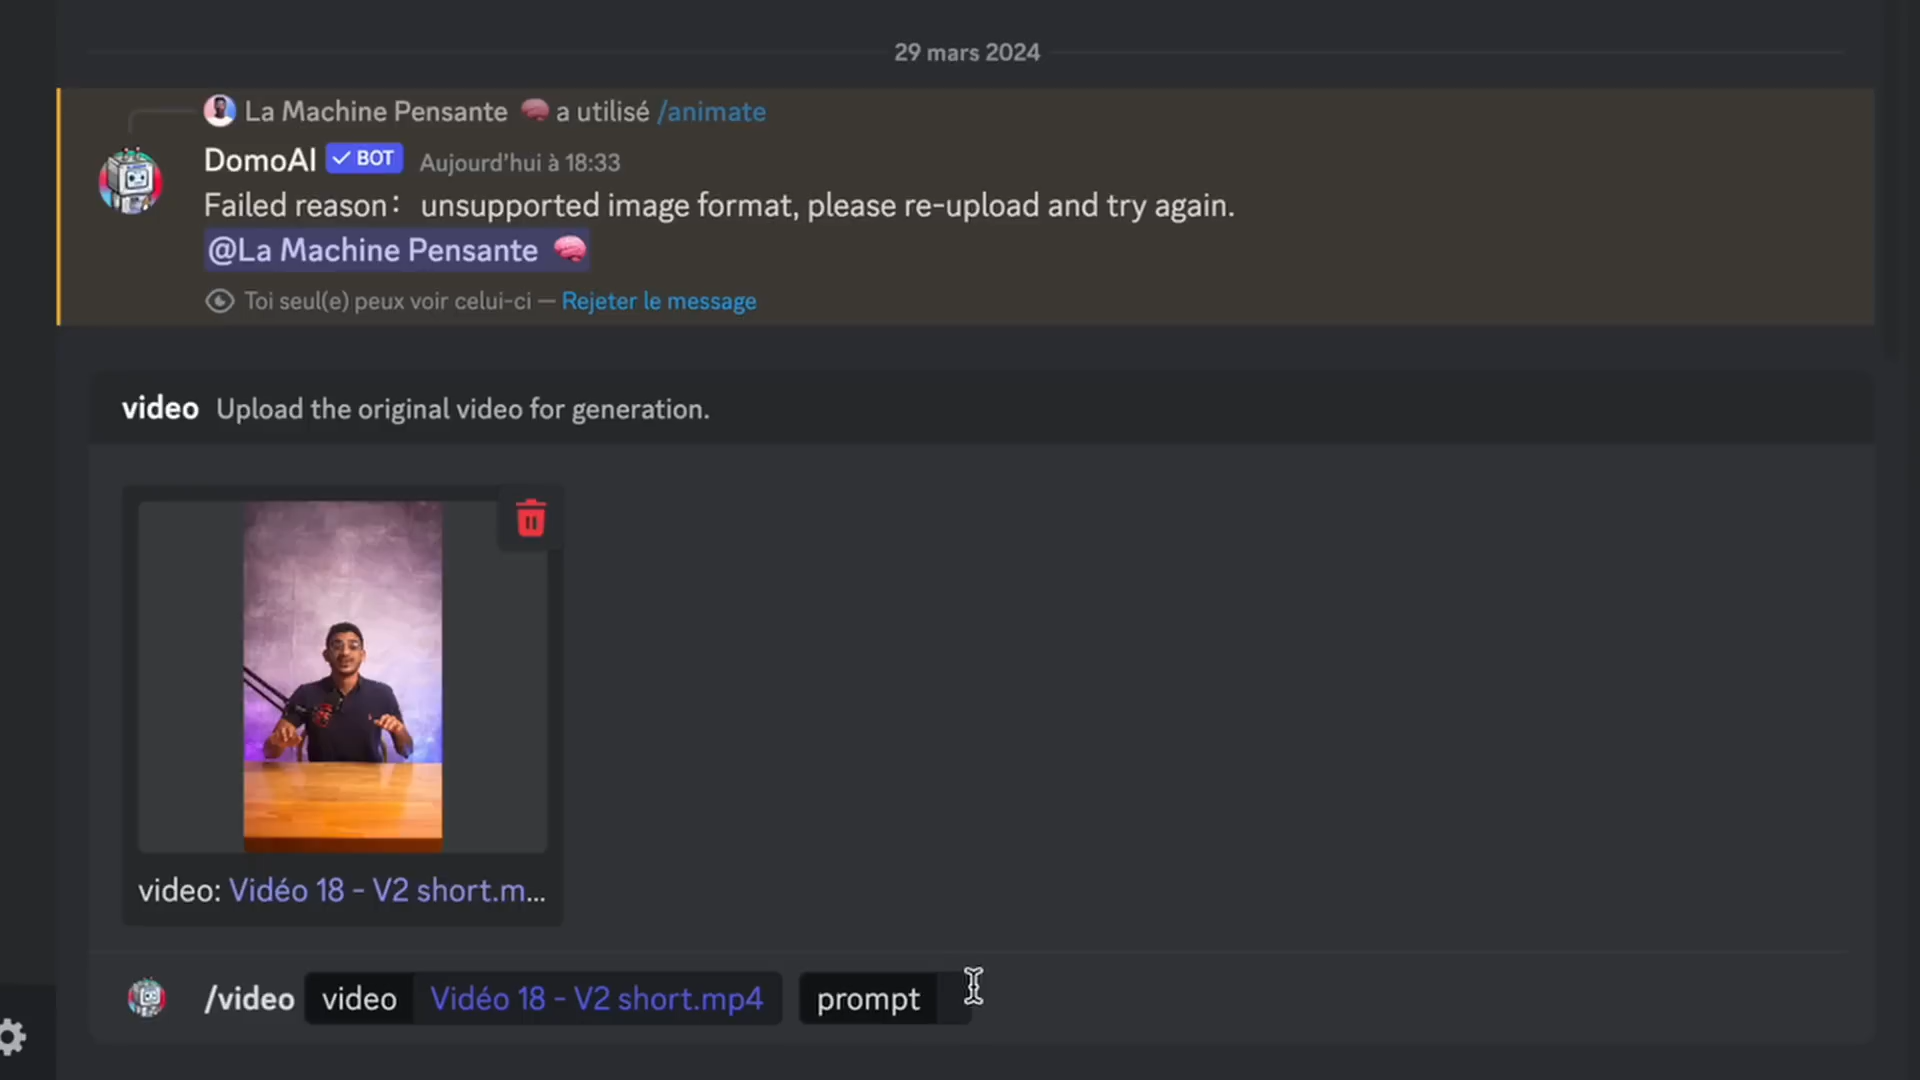 29 mars 2024
La Machine Pensante 🧠 a utilisé /animate
DomoAI ✓ BOT Aujourd'hui à 18:33
Failed reason： unsupported image format, please re-upload and try again.
@La Machine Pensante 🧠
Toi seul(e) peux voir celui-ci — Rejeter le message
video Upload the original video for generation.
video: Vidéo 18 - V2 short.m...
/video video Vidéo 18 - V2 short.mp4 prompt